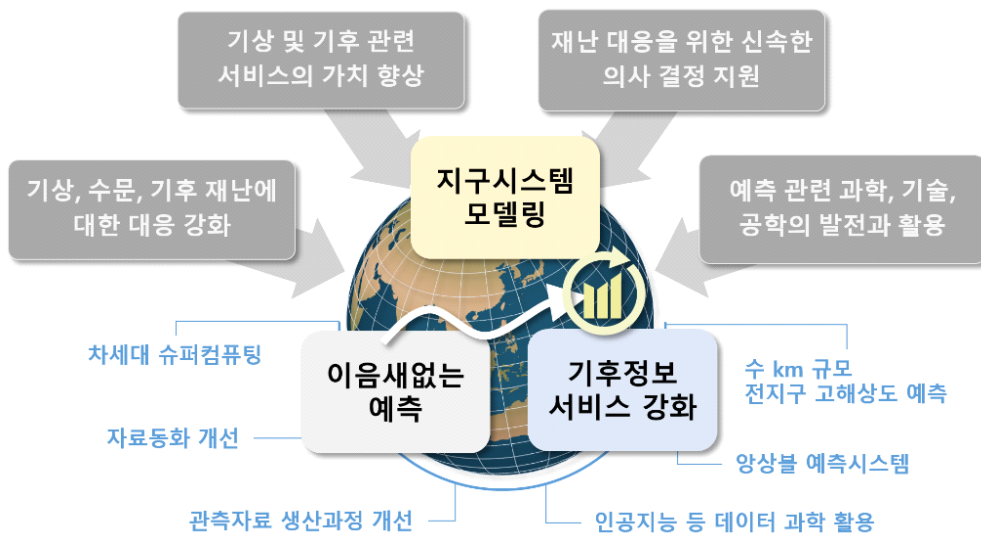 기상 및 기후 관련
서비스의 가치 향상
재난 대응을 위한 신속한
의사 결정 지원
기상, 수문, 기후 재난에
대한 대응 강화
예측 관련 과학, 기술,
공학의 발전과 활용
지구시스템
모델링
이음새없는
예측
기후정보
서비스 강화
차세대 슈퍼컴퓨팅
자료동화 개선
관측자료 생산과정 개선
수 km 규모
전지구 고해상도 예측
앙상블 예측시스템
인공지능 등 데이터 과학 활용